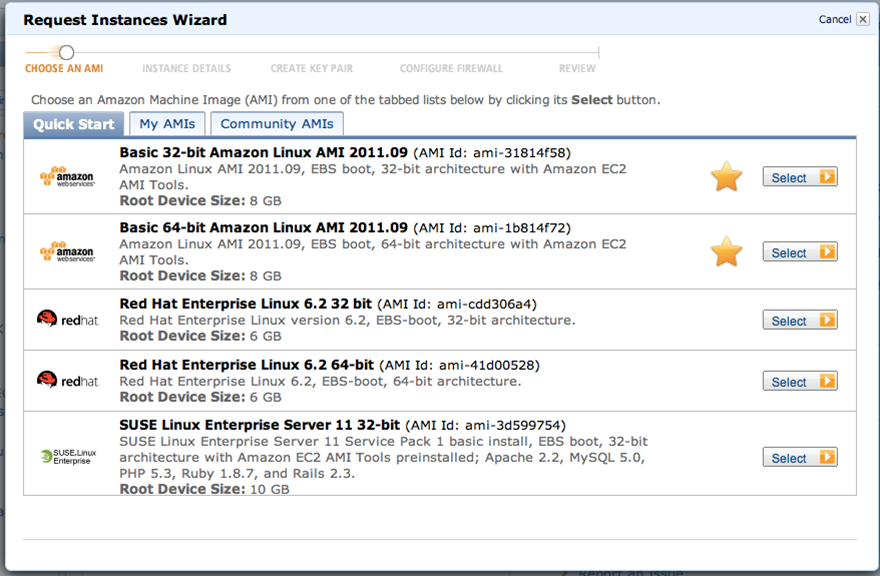 Request Instances Wizard
Cancel
CHOOSE AN AMI
INSTANCE DETAILS
CREATE KEY PAIR
CONFIGURE FIREWALL
REVIEW
Choose an Amazon Machine Image (AMI) from one of the tabbed lists below by clicking its Select button.
Quick Start
My AMIs
Community AMIs
amazon
webservices™
Basic 32-bit Amazon Linux AMI 2011.09 (AMI Id: ami-31814f58)
Amazon Linux AMI 2011.09, EBS boot, 32-bit architecture with Amazon EC2
AMI Tools.
Root Device Size: 8 GB
Select
amazon
webservices™
Basic 64-bit Amazon Linux AMI 2011.09 (AMI Id: ami-1b814f72)
Amazon Linux AMI 2011.09, EBS boot, 64-bit architecture with Amazon EC2
AMI Tools.
Root Device Size: 8 GB
Select
redhat.
Red Hat Enterprise Linux 6.2 32 bit (AMI Id: ami-cdd306a4)
Red Hat Enterprise Linux version 6.2, EBS-boot, 32-bit architecture.
Root Device Size: 6 GB
Select
redhat.
Red Hat Enterprise Linux 6.2 64-bit (AMI Id: ami-41d00528)
Red Hat Enterprise Linux 6.2, EBS-boot, 64-bit architecture.
Root Device Size: 6 GB
Select
SUSE.Linux
Enterprise
SUSE Linux Enterprise Server 11 32-bit (AMI Id: ami-3d599754)
SUSE Linux Enterprise Server 11 Service Pack 1 basic install, EBS boot, 32-bit
architecture with Amazon EC2 AMI Tools preinstalled; Apache 2.2, MySQL 5.0,
PHP 5.3, Ruby 1.8.7, and Rails 2.3.
Root Device Size: 10 GB
Select
Report an Issue